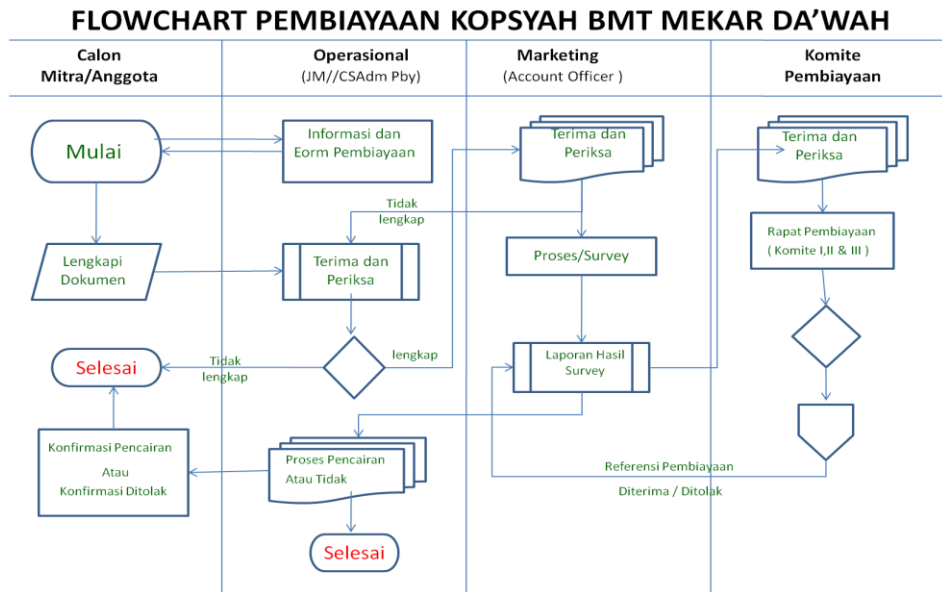 FLOWCHART PEMBIAYAAN KOPSYAH BMT MEKAR DA’WAH
Calon
Mitra/Anggota
Operasional
(JM//CSAdm Pby)
Marketing
(Account Officer )
Komite
Pembiayaan
Mulai
Informasi dan
Eorm Pembiayaan
Terima dan
Periksa
Terima dan
Periksa
Tidak
lengkap
Lengkapi
Dokumen
Terima dan
Periksa
Proses/Survey
Rapat Pembiayaan
( Komite I,II & III )
Selesai
Tidak
lengkap
lengkap
Laporan Hasil
Survey
Konfirmasi Pencairan
Atau
Konfirmasi Ditolak
Proses Pencairan
Atau Tidak
Referensi Pembiayaan
Diterima / Ditolak
Selesai